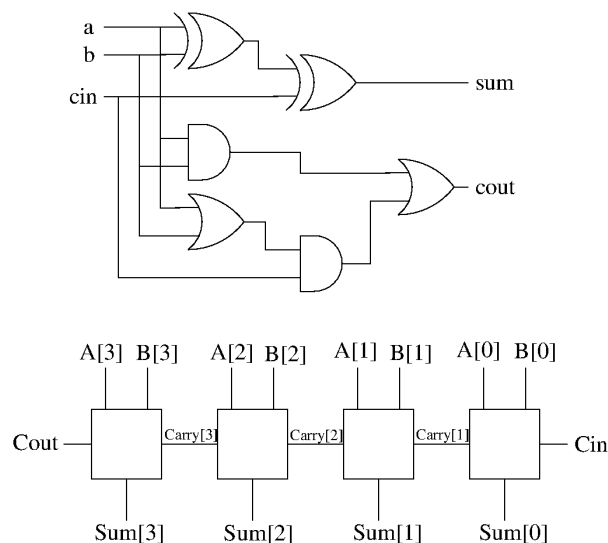 a
b
sum
cin
cout
A[3] B[3] A[2] B[2] A[1] B[1] A[0] B[0]
Cout Carry[3] Carry[2] Carry[1] Cin
Sum[3] Sum[2] Sum[1] Sum[0]